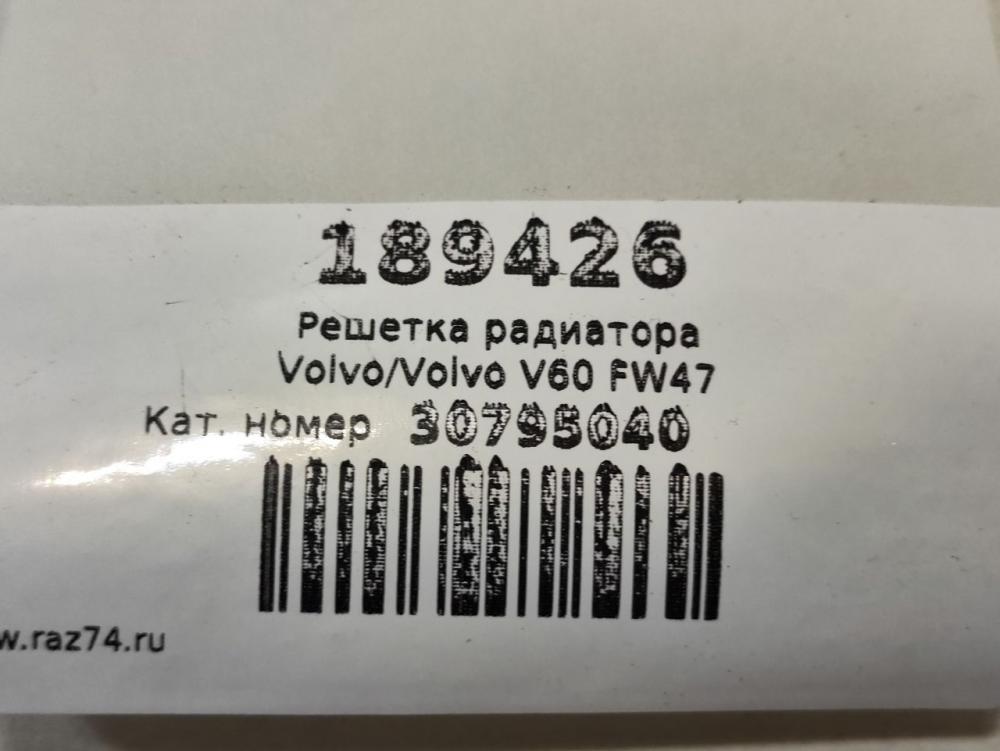 189426
Решетка радиатора
Volvo/Volvo V60 FW47
Кат. номер 30795040
w.raz74.ru